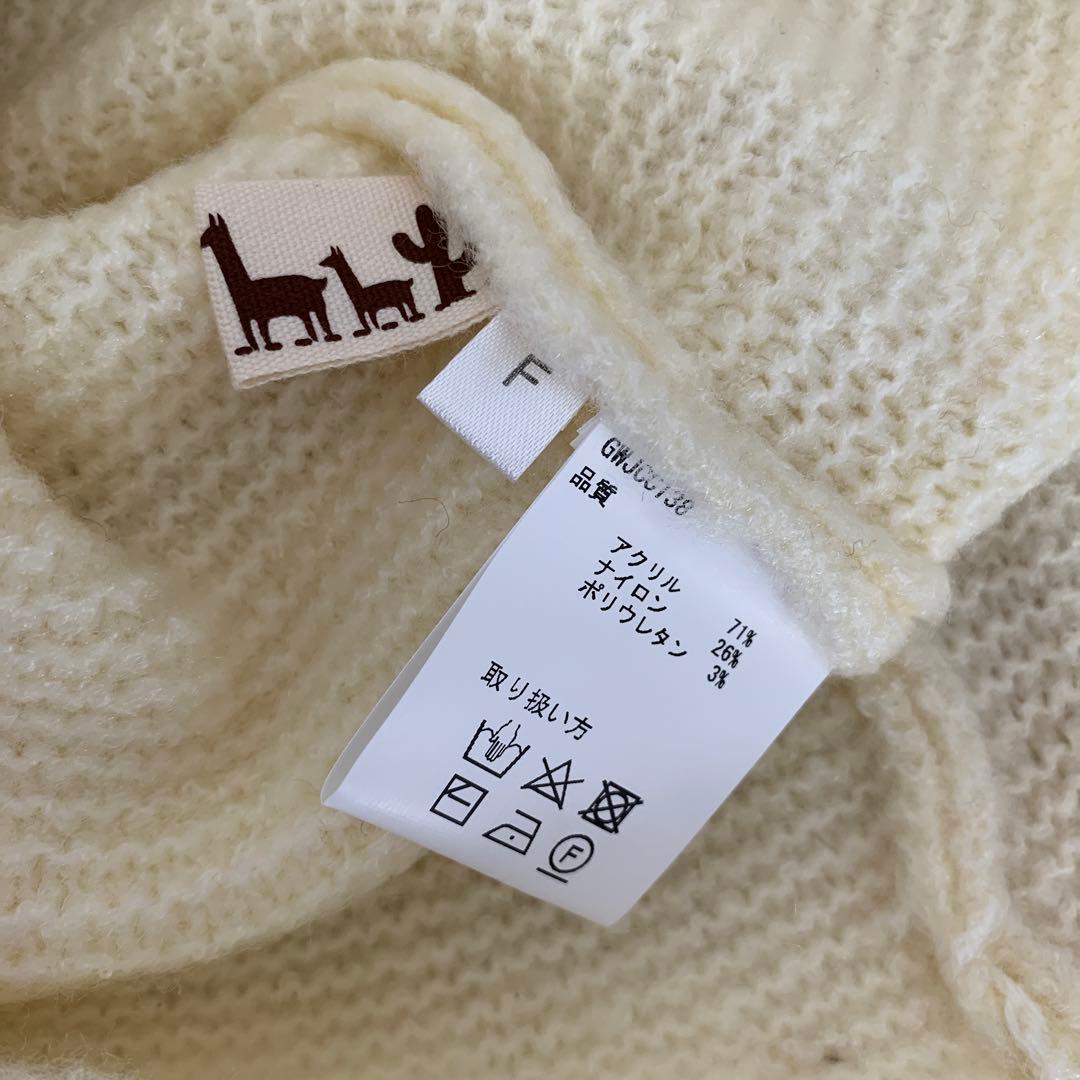 F
GWJCC138
品質
アクリル 71%
ナイロン 26%
ポリウレタン 3%
取り扱い方
F